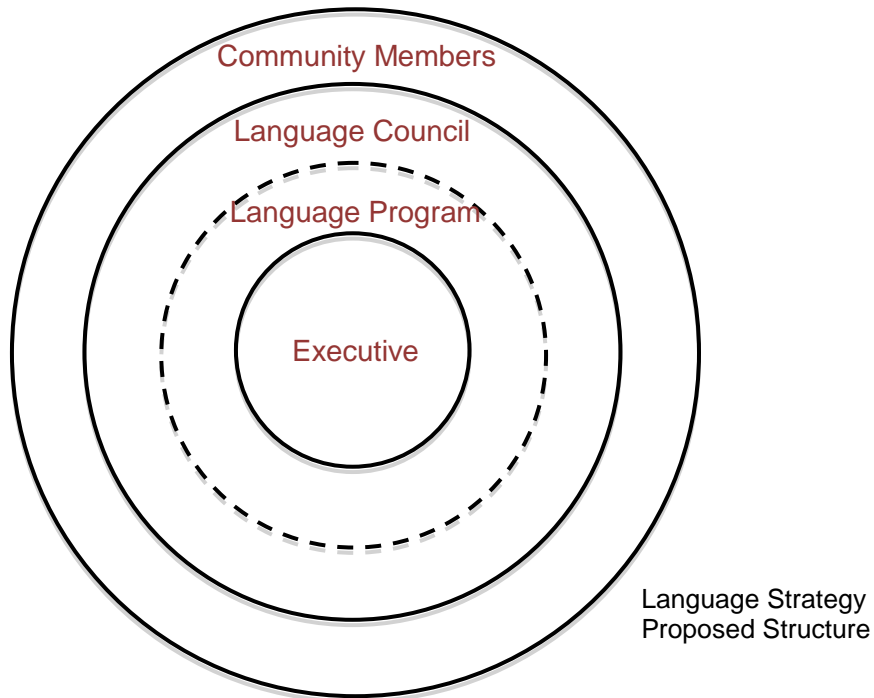 Community Members
Language Council
Language Program
Executive
Language Strategy
Proposed Structure